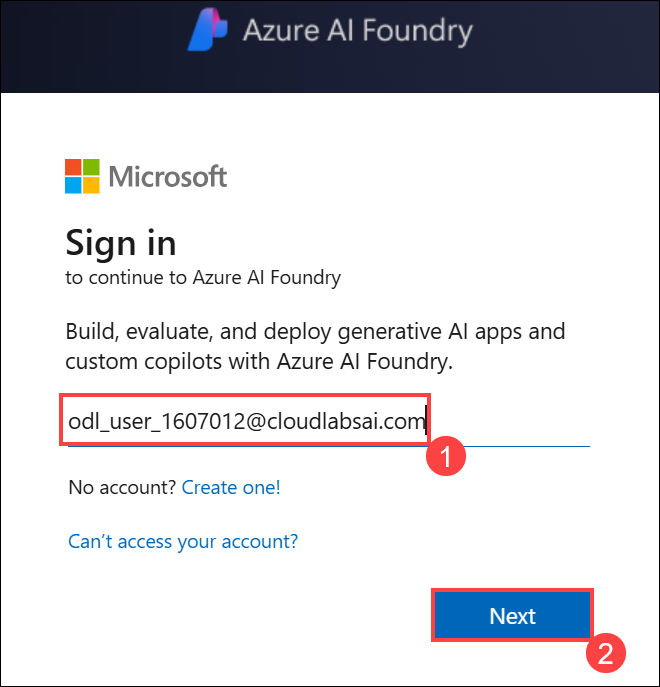 Azure AI Foundry
Microsoft
Sign in
to continue to Azure AI Foundry
Build, evaluate, and deploy generative AI apps and
custom copilots with Azure AI Foundry.
odl_user_1607012@cloudlabsai.com
1
No account? Create one!
Can’t access your account?
Next
2